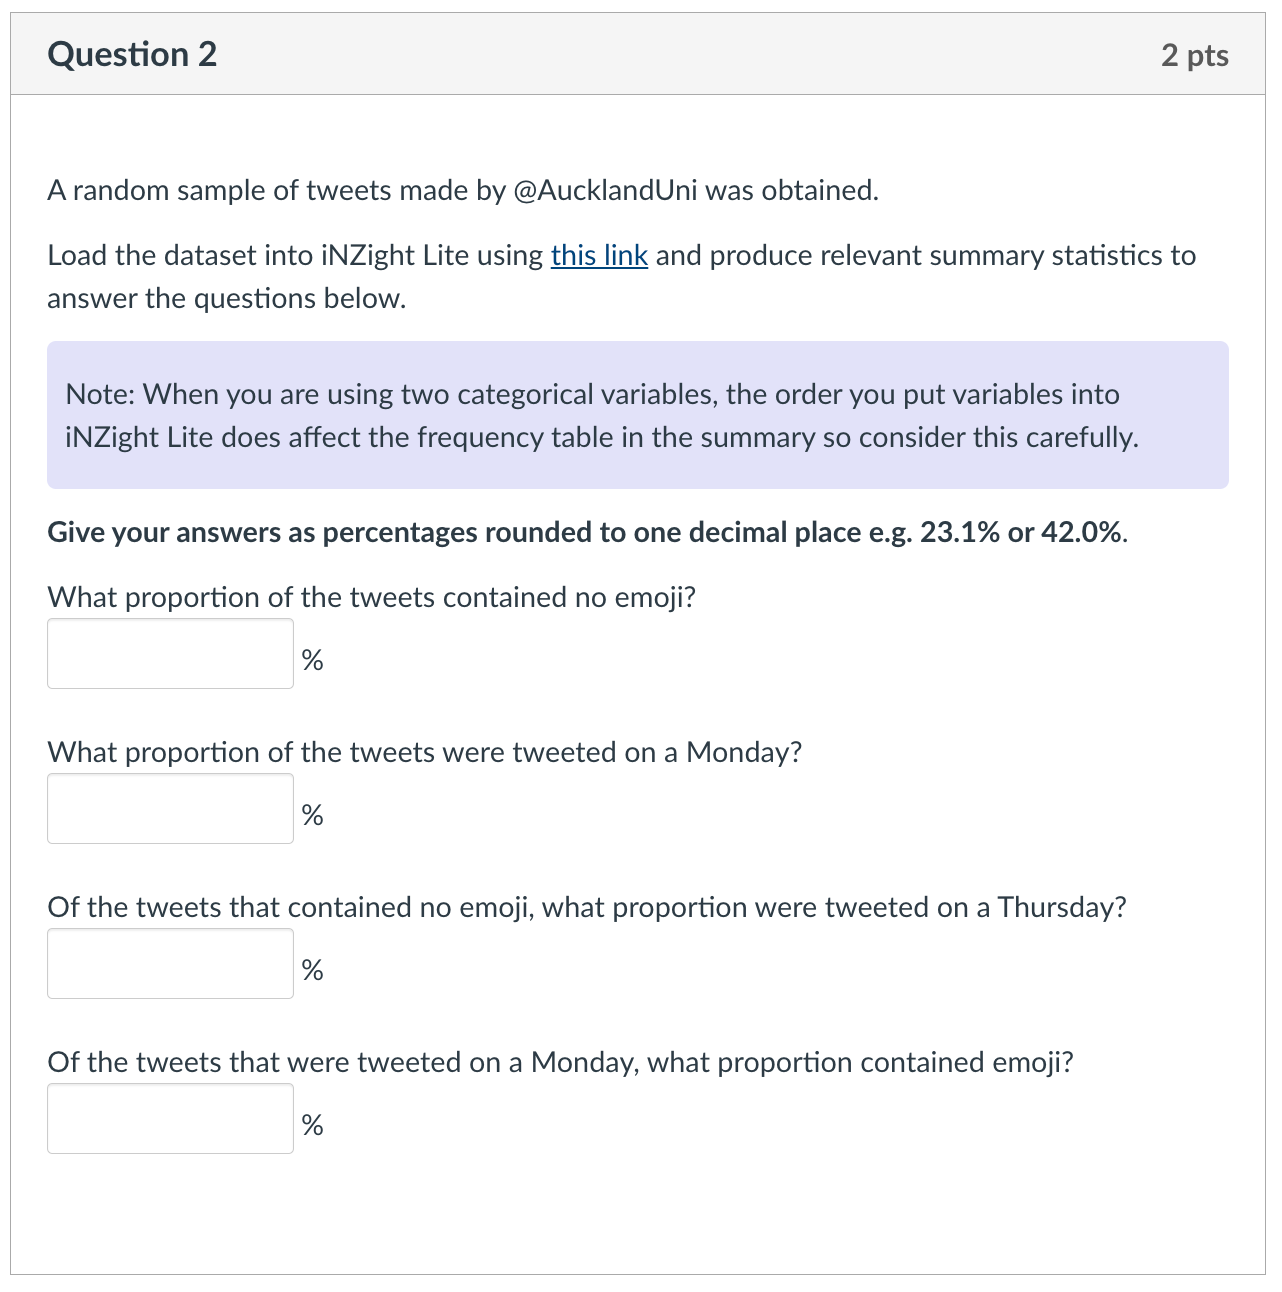 Question 2
2 pts
A random sample of tweets made by @AucklandUni was obtained.
Load the dataset into iNZight Lite using this link and produce relevant summary statistics to
answer the questions below.
Note: When you are using two categorical variables, the order you put variables into
iNZight Lite does affect the frequency table in the summary so consider this carefully.
Give your answers as percentages rounded to one decimal place e.g. 23.1% or 42.0%.
What proportion of the tweets contained no emoji?
%
What proportion of the tweets were tweeted on a Monday?
%
Of the tweets that contained no emoji, what proportion were tweeted on a Thursday?
%
Of the tweets that were tweeted on a Monday, what proportion contained emoji?
%